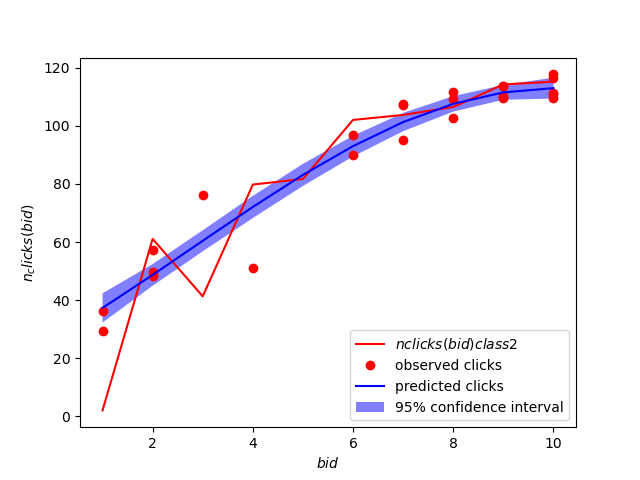 120
100
80
60
40
20
0
n_clicks(bid)
2
4
6
8
10
bid
nclicks(bid)class2
observed clicks
predicted clicks
95% confidence interval